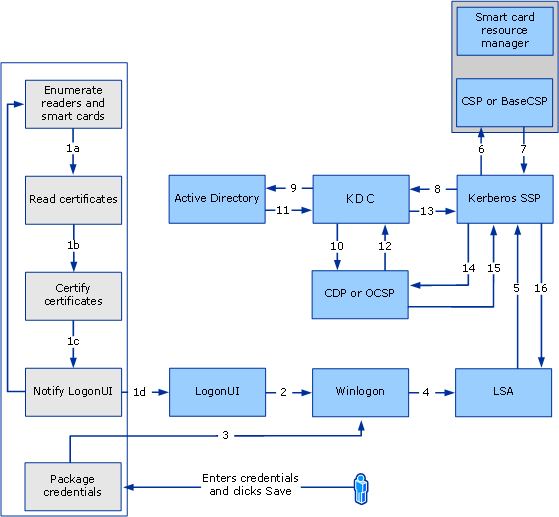 Smart card
resource
manager
Enumerate
readers and
smart cards
CSP or BaseCSP
1a
6
7
Read certificates
Active Directory
9
11
KDC
8
13
Kerberos SSP
1b
10
12
14
15
5
16
Certify
certificates
CDP or OCSP
1c
Notify LogonUI
1d
LogonUI
2
Winlogon
4
LSA
3
Package
credentials
Enters credentials
and clicks Save